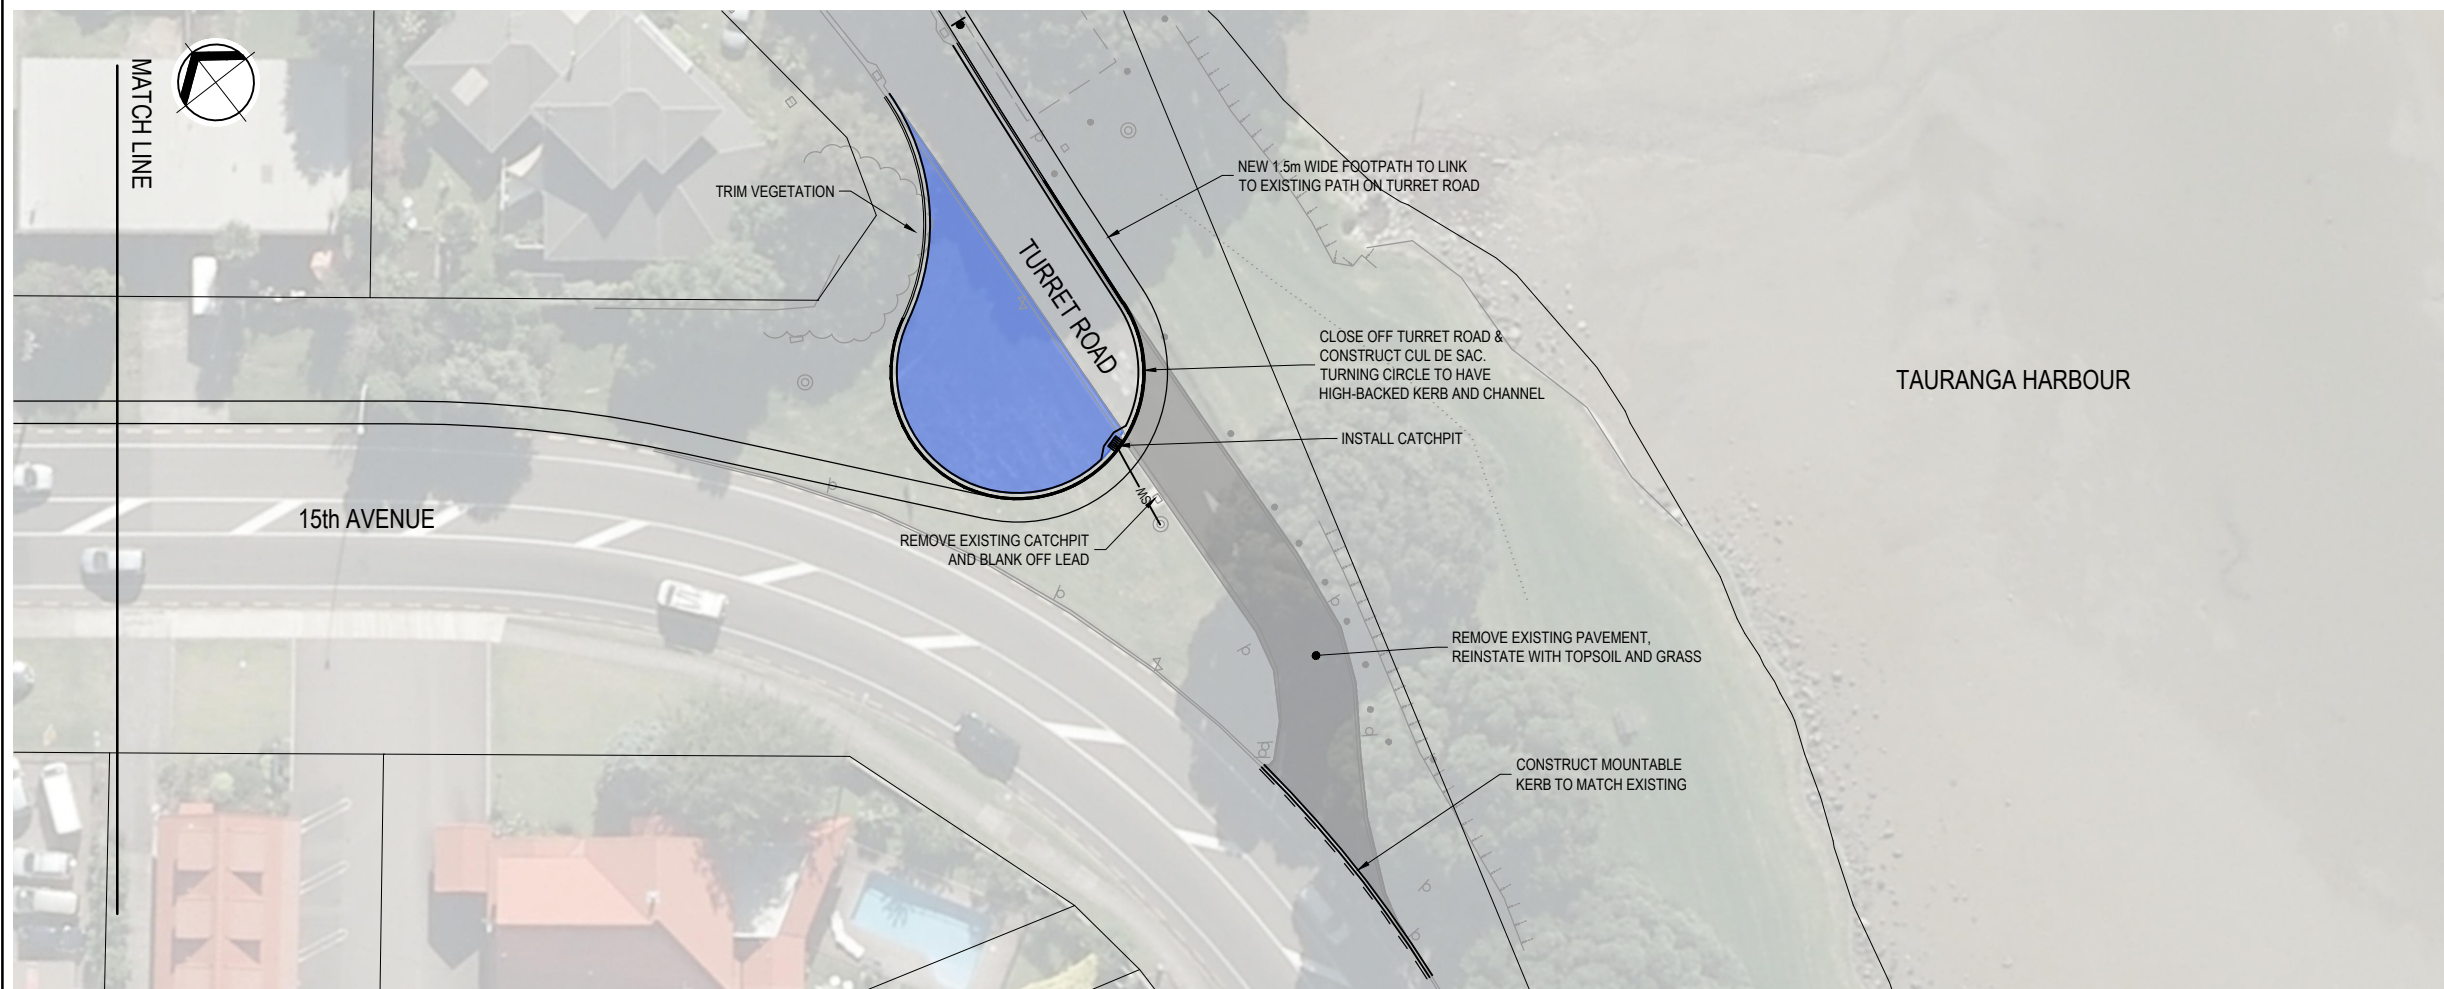 MATCH LINE
TRIM VEGETATION
NEW 1.5m WIDE FOOTPATH TO LINK
TO EXISTING PATH ON TURRET ROAD
TURRET ROAD
CLOSE OFF TURRET ROAD &
CONSTRUCT CUL DE SAC.
TURNING CIRCLE TO HAVE
HIGH-BACKED KERB AND CHANNEL
TAURANGA HARBOUR
INSTALL CATCHPIT
SW
15th AVENUE
REMOVE EXISTING CATCHPIT
AND BLANK OFF LEAD
REMOVE EXISTING PAVEMENT,
REINSTATE WITH TOPSOIL AND GRASS
CONSTRUCT MOUNTABLE
KERB TO MATCH EXISTING